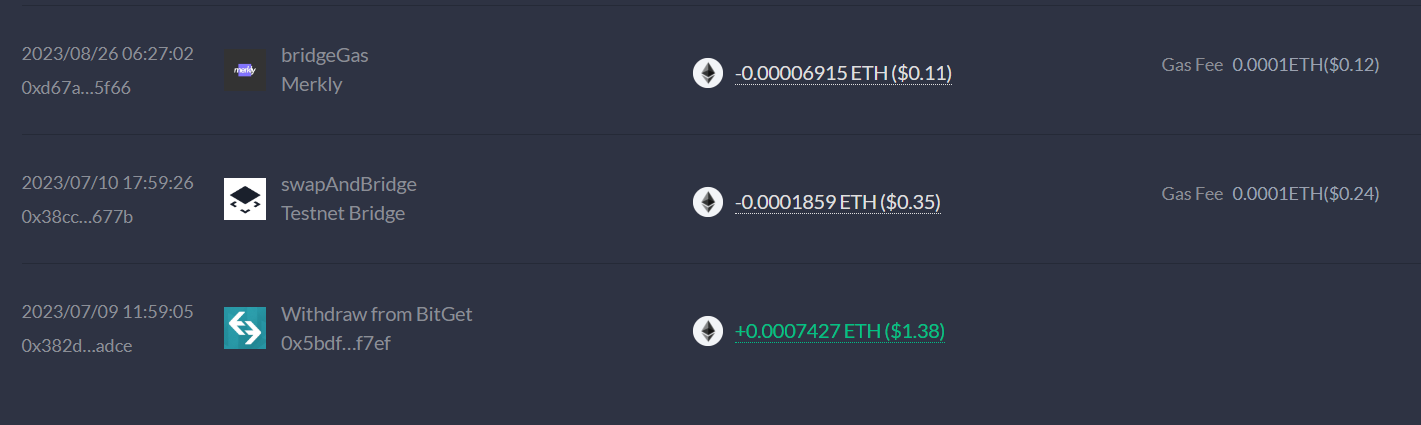 2023/08/26 06:27:02
0xd67a...5f66
merkly
bridgeGas
Merkly
-0.00006915 ETH ($0.11)
Gas Fee 0.0001ETH($0.12)
2023/07/10 17:59:26
0x38cc...677b
swapAndBridge
Testnet Bridge
-0.0001859 ETH ($0.35)
Gas Fee 0.0001ETH($0.24)
2023/07/09 11:59:05
0x382d...adce
Withdraw from BitGet
0x5bdf...f7ef
+0.0007427 ETH ($1.38)